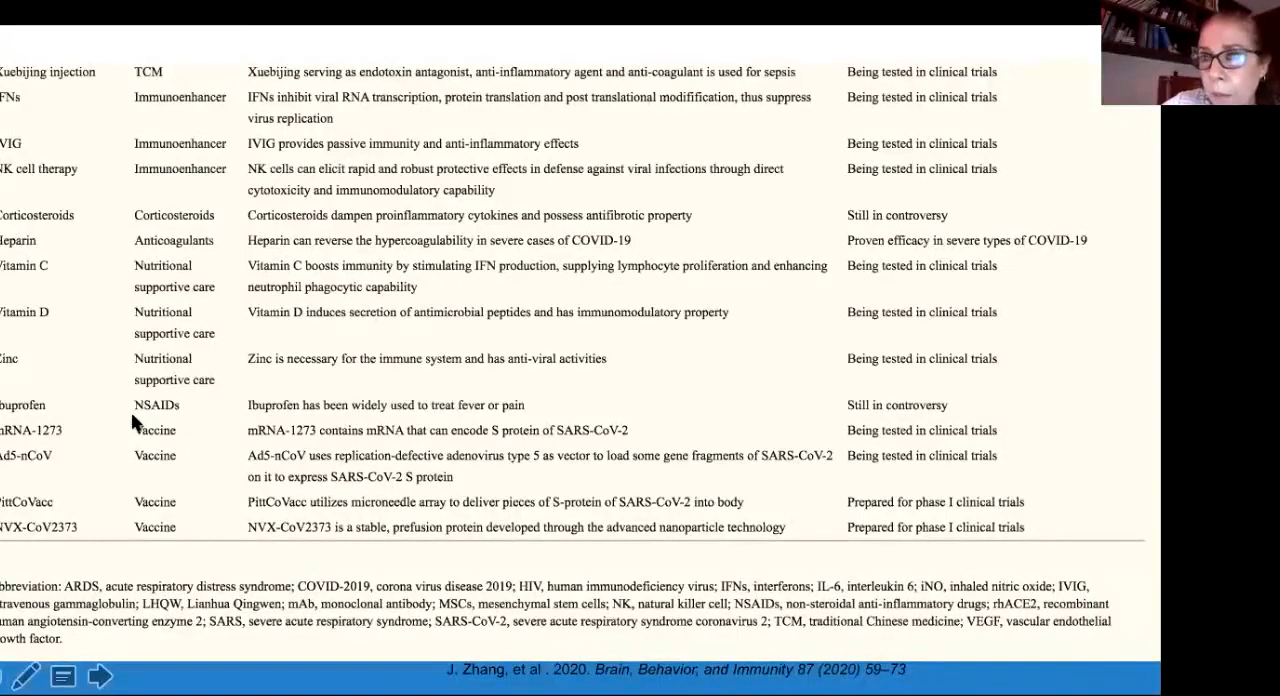 Xuebijing injection TCM Xuebijing serving as endotoxin antagonist, anti-inflammatory agent and anti-coagulant is used for sepsis Being tested in clinical trials
FNs Immunoenhancer IFNs inhibit viral RNA transcription, protein translation and post translational modifification, thus suppress Being tested in clinical trials
virus replication
VIG Immunoenhancer IVIG provides passive immunity and anti-inflammatory effects Being tested in clinical trials
NK cell therapy Immunoenhancer NK cells can elicit rapid and robust protective effects in defense against viral infections through direct Being tested in clinical trials
cytotoxicity and immunomodulatory capability
Corticosteroids Corticosteroids Corticosteroids dampen proinflammatory cytokines and possess antifibrotic property Still in controversy
Heparin Anticoagulants Heparin can reverse the hypercoagulability in severe cases of COVID-19 Proven efficacy in severe types of COVID-19
Vitamin C Nutritional Vitamin C boosts immunity by stimulating IFN production, supplying lymphocyte proliferation and enhancing Being tested in clinical trials
supportive care neutrophil phagocytic capability
Vitamin D Nutritional Vitamin D induces secretion of antimicrobial peptides and has immunomodulatory property Being tested in clinical trials
supportive care
Zinc Nutritional Zinc is necessary for the immune system and has anti-viral activities Being tested in clinical trials
supportive care
buprofen NSAIDs Ibuprofen has been widely used to treat fever or pain Still in controversy
mRNA-1273 Vaccine mRNA-1273 contains mRNA that can encode S protein of SARS-CoV-2 Being tested in clinical trials
Ad5-nCoV Vaccine Ad5-nCoV uses replication-defective adenovirus type 5 as vector to load some gene fragments of SARS-CoV-2 Being tested in clinical trials
on it to express SARS-CoV-2 S protein
PittCoVacc Vaccine PittCoVacc utilizes microneedle array to deliver pieces of S-protein of SARS-CoV-2 into body Prepared for phase I clinical trials
NVX-CoV2373 Vaccine NVX-CoV2373 is a stable, prefusion protein developed through the advanced nanoparticle technology Prepared for phase I clinical trials
bbreviation: ARDS, acute respiratory distress syndrome; COVID-2019, corona virus disease 2019; HIV, human immunodeficiency virus; IFNs, interferons; IL-6, interleukin 6; iNO, inhaled nitric oxide; IVIG,
travenous gammaglobulin; LHQW, Lianhua Qingwen; mAb, monoclonal antibody; MSCs, mesenchymal stem cells; NK, natural killer cell; NSAIDs, non-steroidal anti-inflammatory drugs; rhACE2, recombinant
man angiotensin-converting enzyme 2; SARS, severe acute respiratory syndrome; SARS-CoV-2, severe acute respiratory syndrome coronavirus 2; TCM, traditional Chinese medicine; VEGF, vascular endothelial
owth factor.
J. Zhang, et al . 2020. Brain, Behavior, and Immunity 87 (2020) 59–73